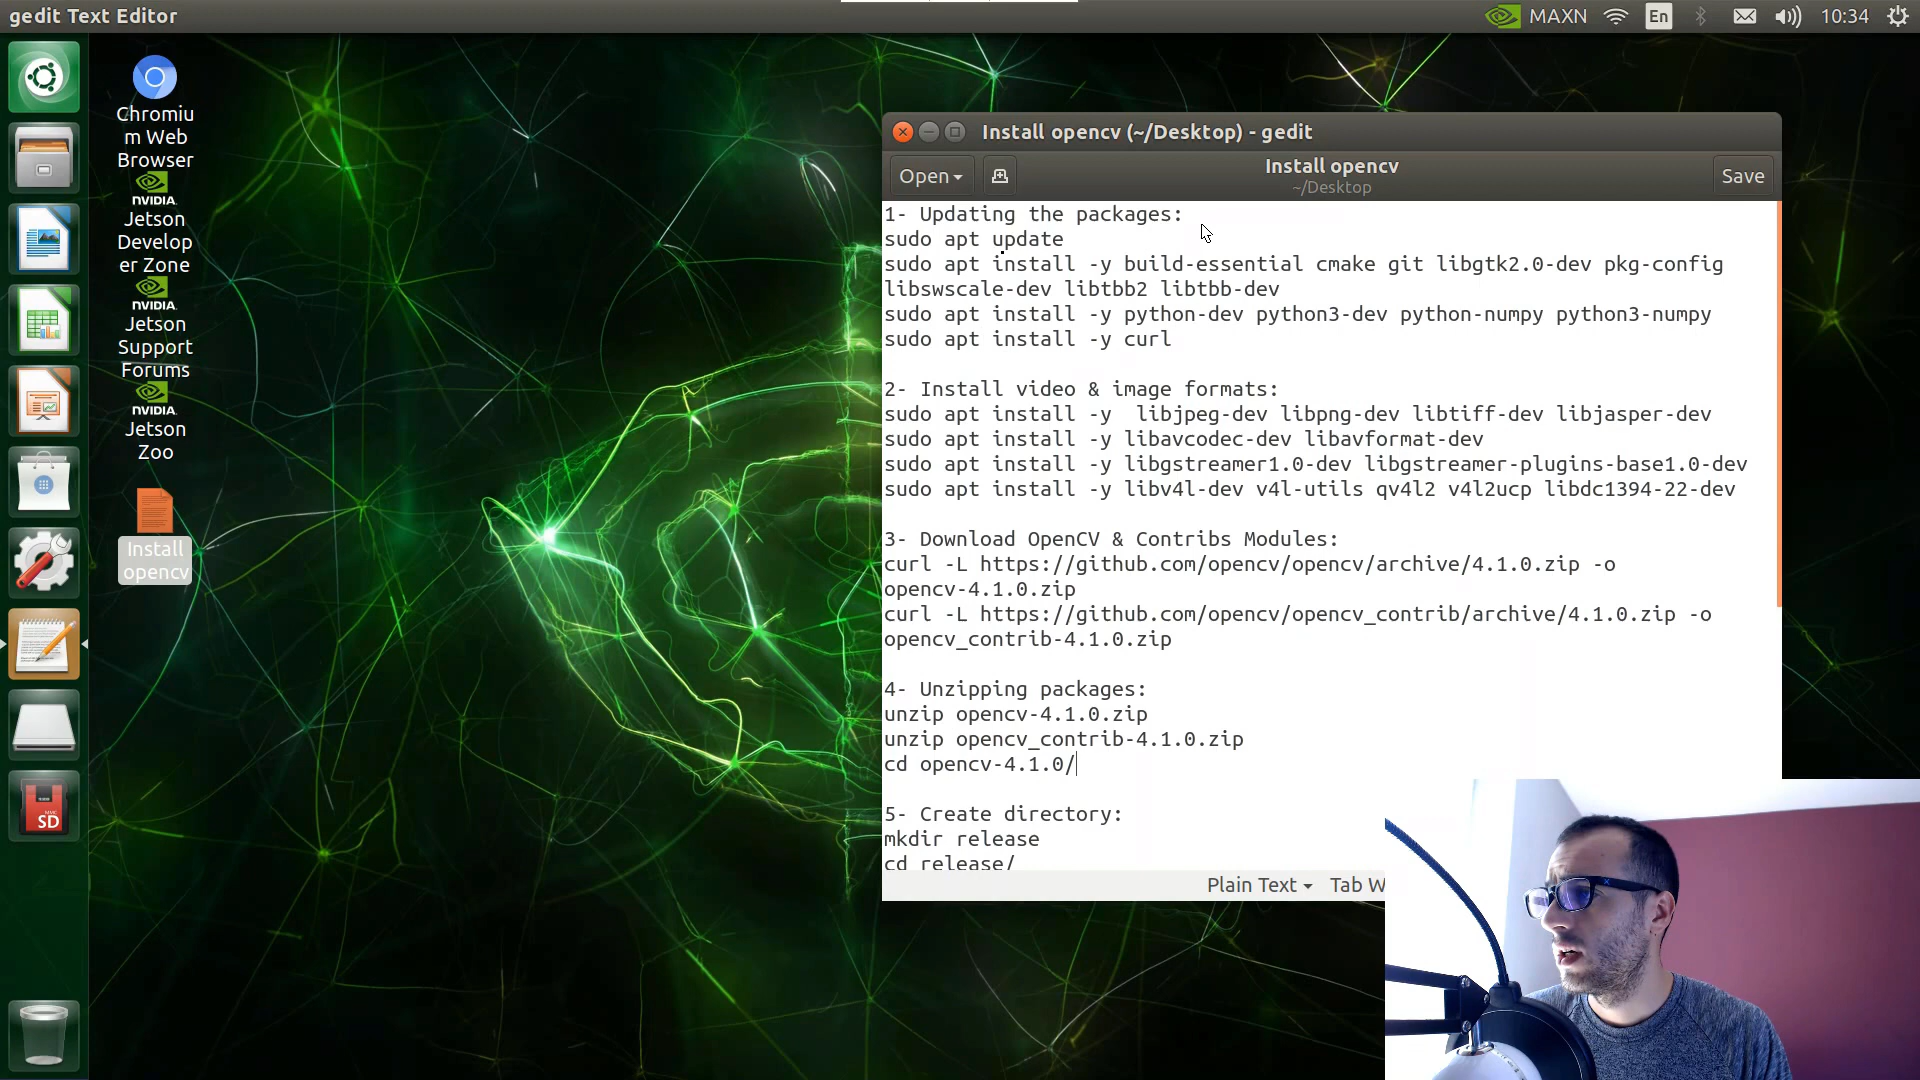 gedit Text Editor
MAXN
En
10:34
Chromiu
m Web
Browser
NVIDIA.
Jetson
Develop
er Zone
NVIDIA.
Jetson
Support
Forums
NVIDIA.
Jetson
Zoo
Install
opencv
SD
Install opencv (~/Desktop) - gedit
Open
Install opencv
~/Desktop
Save
1- Updating the packages:
sudo apt update
sudo apt install -y build-essential cmake git libgtk2.0-dev pkg-config
libswscale-dev libtbb2 libtbb-dev
sudo apt install -y python-dev python3-dev python-numpy python3-numpy
sudo apt install -y curl
2- Install video & image formats:
sudo apt install -y  libjpeg-dev libpng-dev libtiff-dev libjasper-dev
sudo apt install -y libavcodec-dev libavformat-dev
sudo apt install -y libgstreamer1.0-dev libgstreamer-plugins-base1.0-dev
sudo apt install -y libv4l-dev v4l-utils qv4l2 v4l2ucp libdc1394-22-dev
3- Download OpenCV & Contribs Modules:
curl -L https://github.com/opencv/opencv/archive/4.1.0.zip -o
opencv-4.1.0.zip
curl -L https://github.com/opencv/opencv_contrib/archive/4.1.0.zip -o
opencv_contrib-4.1.0.zip
4- Unzipping packages:
unzip opencv-4.1.0.zip
unzip opencv_contrib-4.1.0.zip
cd opencv-4.1.0/
5- Create directory:
mkdir release
cd release/
Plain Text
Tab W